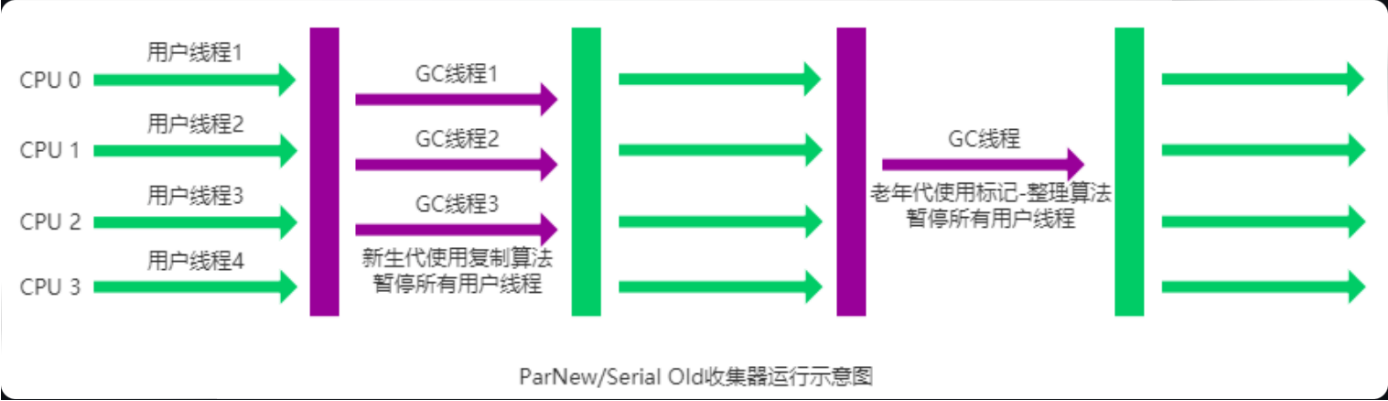 CPU 0
用户线程1
CPU 1
用户线程2
CPU 2
用户线程3
CPU 3
用户线程4
GC线程1
GC线程2
GC线程3
新生代使用复制算法
暂停所有用户线程
GC线程
老年代使用标记-整理算法
暂停所有用户线程
ParNew/Serial Old收集器运行示意图